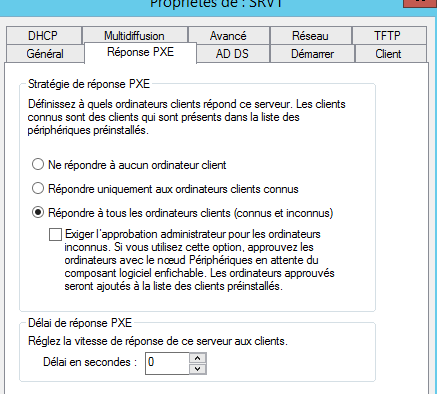 Propriétés de : SRV1
DHCP Multidiffusion Avancé Réseau TFTP
Général Réponse PXE AD DS Démarrer Client
Stratégie de réponse PXE
Définissez à quels ordinateurs clients répond ce serveur. Les clients
connus sont des clients qui sont présents dans la liste des
périphériques préinstallés.
Ne répondre à aucun ordinateur client
Répondre uniquement aux ordinateurs clients connus
Répondre à tous les ordinateurs clients (connus et inconnus)
Exiger l'approbation administrateur pour les ordinateurs
inconnus. Si vous utilisez cette option, approuvez les
ordinateurs avec le nœud Périphériques en attente du
composant logiciel enfichable. Les ordinateurs approuvés
seront ajoutés à la liste des clients préinstallés.
Délai de réponse PXE
Réglez la vitesse de réponse de ce serveur aux clients.
Délai en secondes : 0